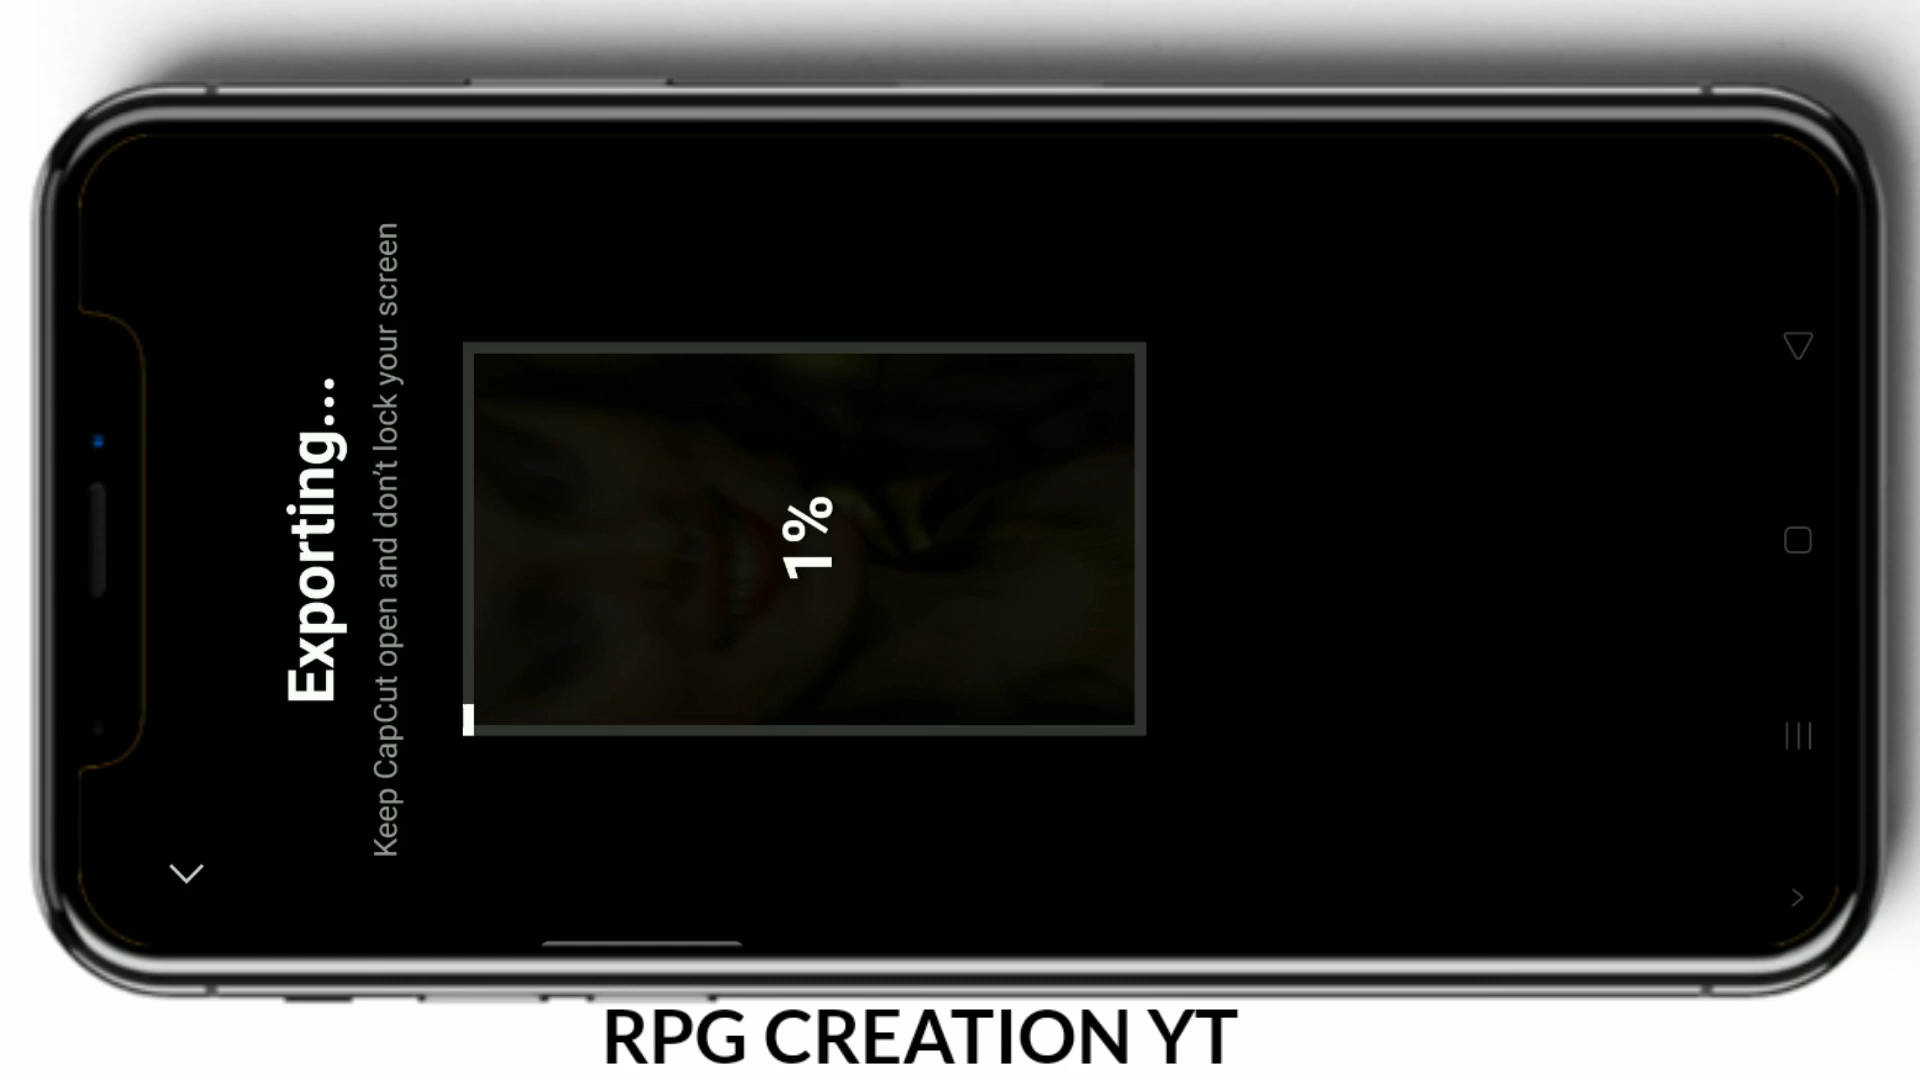 Exporting...
Keep CapCut open and don't lock your screen
1%
RPG CREATION YT